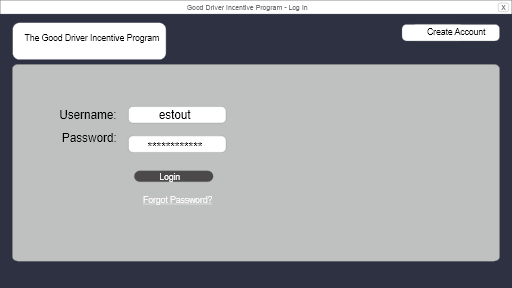 Good Driver Incentive Program - Log In
X
The Good Driver Incentive Program
Create Account
Username:
estout
Password:
************
Login
Forgot Password?